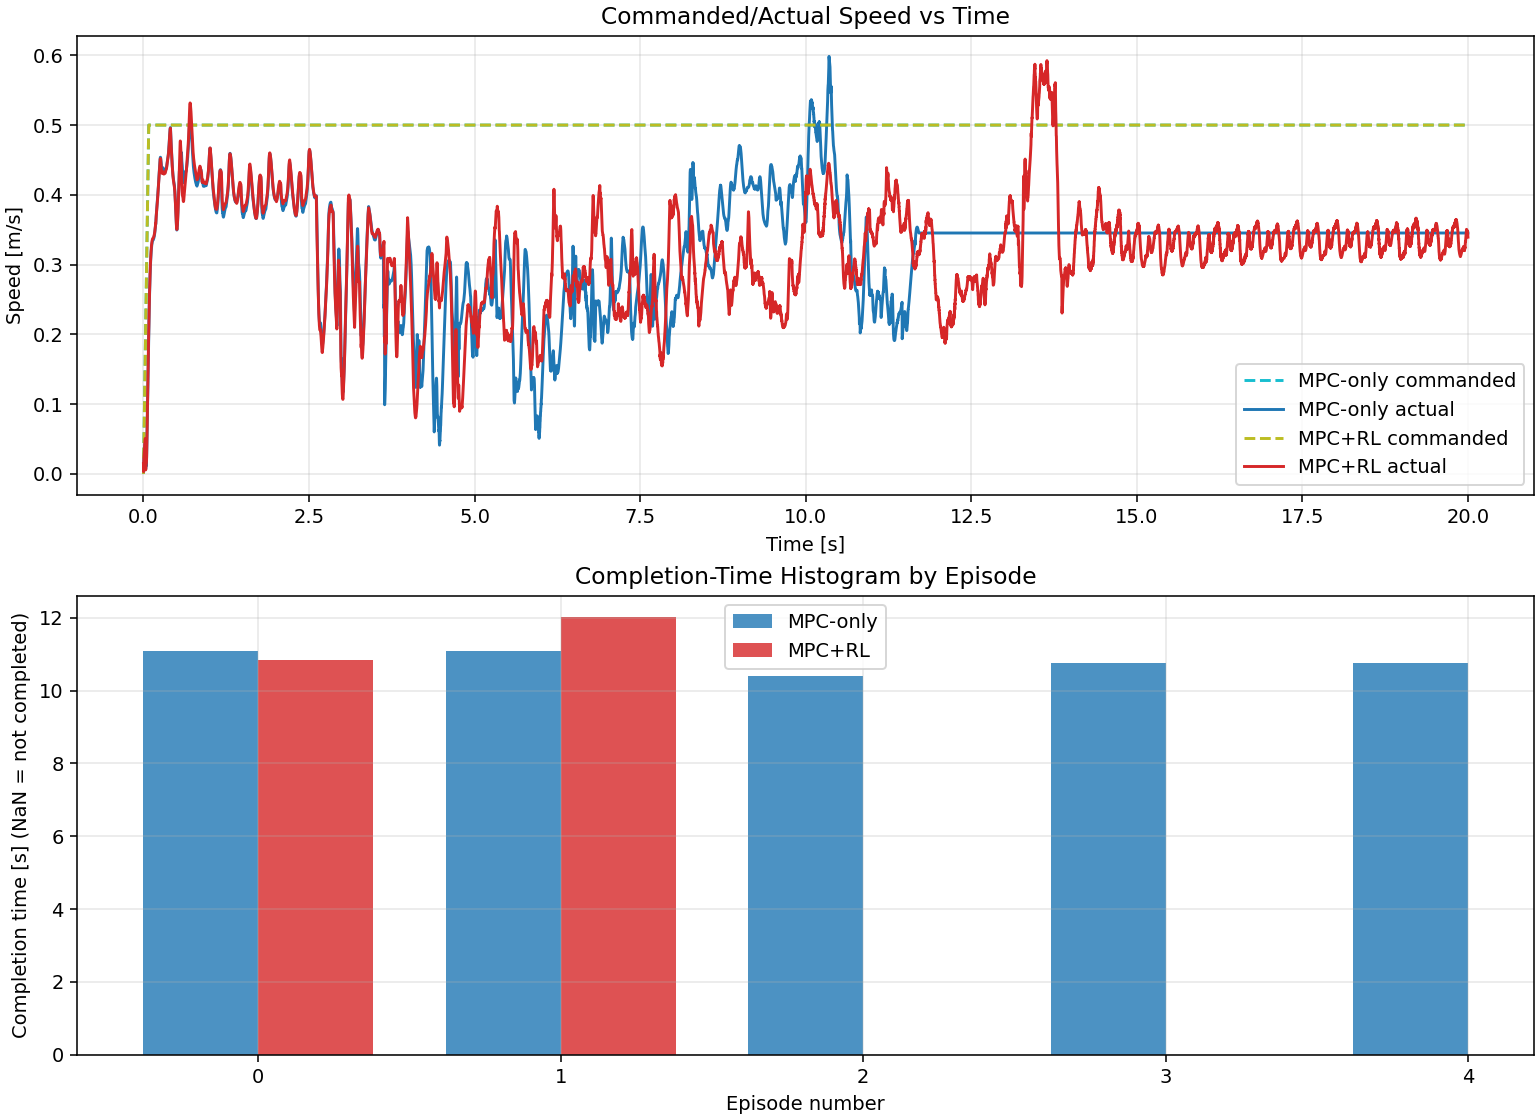 Commanded/Actual Speed vs Time
Speed [m/s]
0.6
0.5
0.4
0.3
0.2
0.1
0.0
MPC-only commanded
MPC-only actual
MPC+RL commanded
MPC+RL actual
0.0 2.5 5.0 7.5 10.0 12.5 15.0 17.5 20.0
Time [s]
Completion-Time Histogram by Episode
Completion time [s] (NaN = not completed)
12
10
8
6
4
2
0
MPC-only
MPC+RL
0 1 2 3 4
Episode number